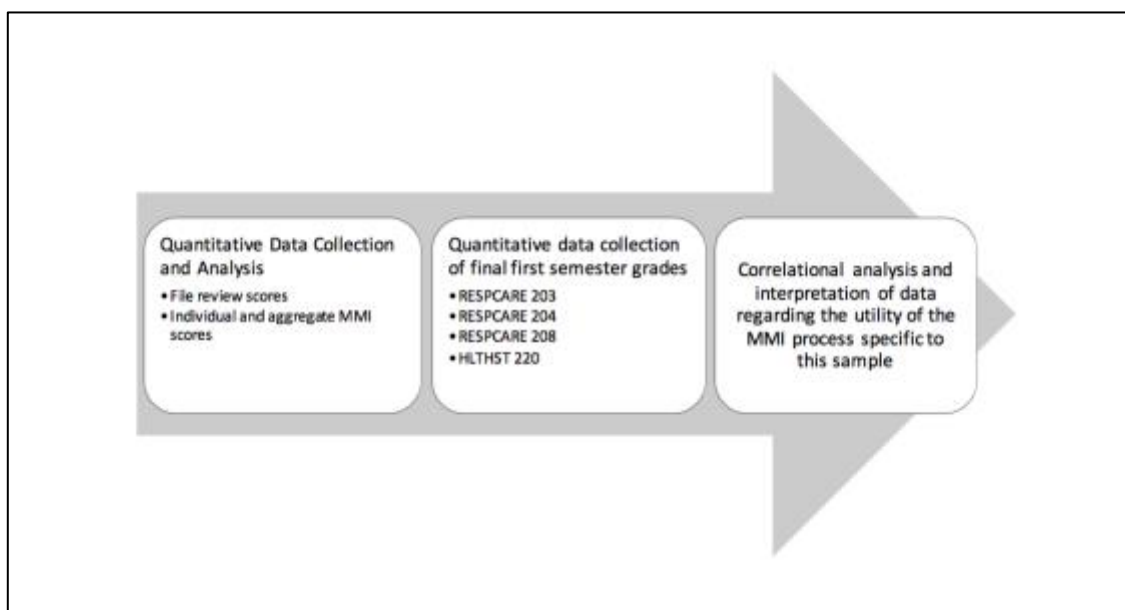 Quantitative Data Collection
and Analysis
• File review scores
• Individual and aggregate MMI
scores
Quantitative data collection
of final first semester grades
• RESPCARE 203
• RESPCARE 204
• RESPCARE 208
• HLTHST 220
Correlational analysis and
interpretation of data
regarding the utility of the
MMI process specific to
this sample